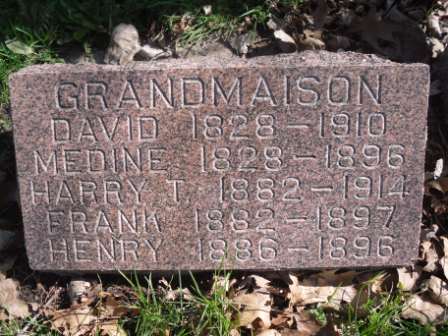 GRANDMAISON
DAVID 1828 - 1910
MEDINE 1828 - 1896
HARRY T 1882 - 1914
FRANK 1882 - 1897
HENRY 1886 - 1896